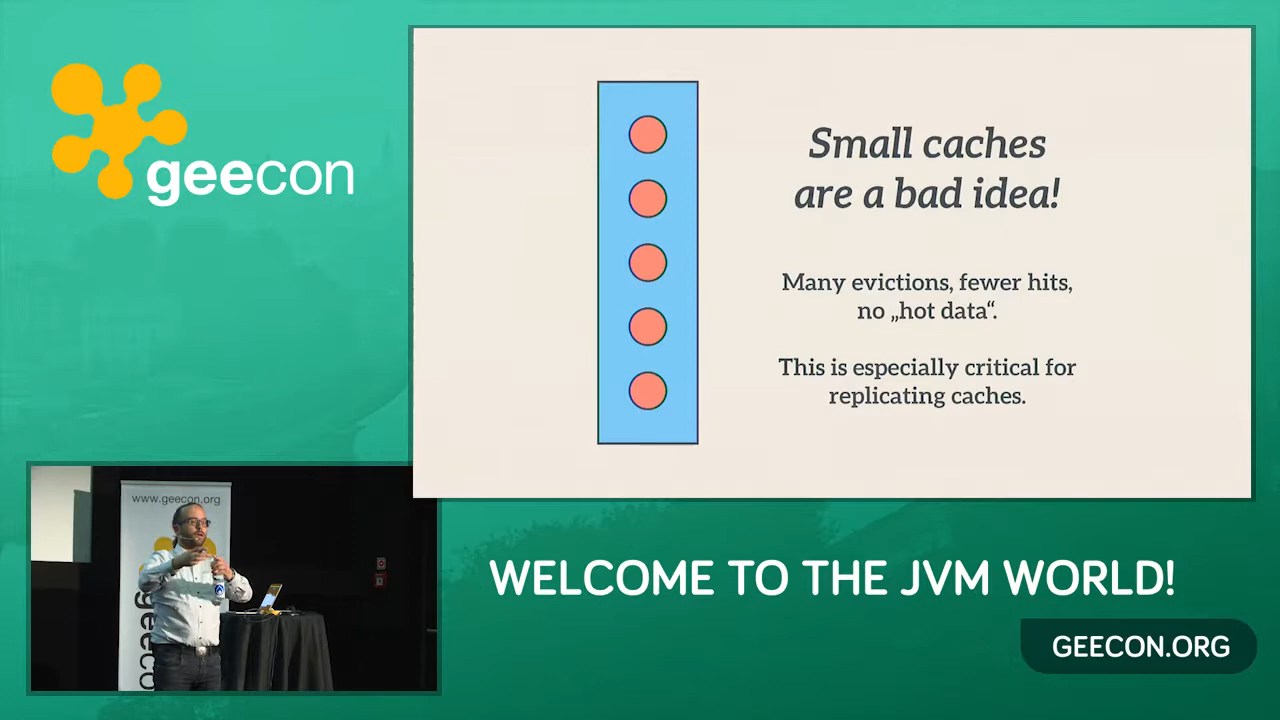 geecon
Small caches
are a bad idea!
Many evictions, fewer hits,
no „hot data“.
This is especially critical for
replicating caches.
www.geecon.org
geeco
WELCOME TO THE JVM WORLD!
GEECON.ORG